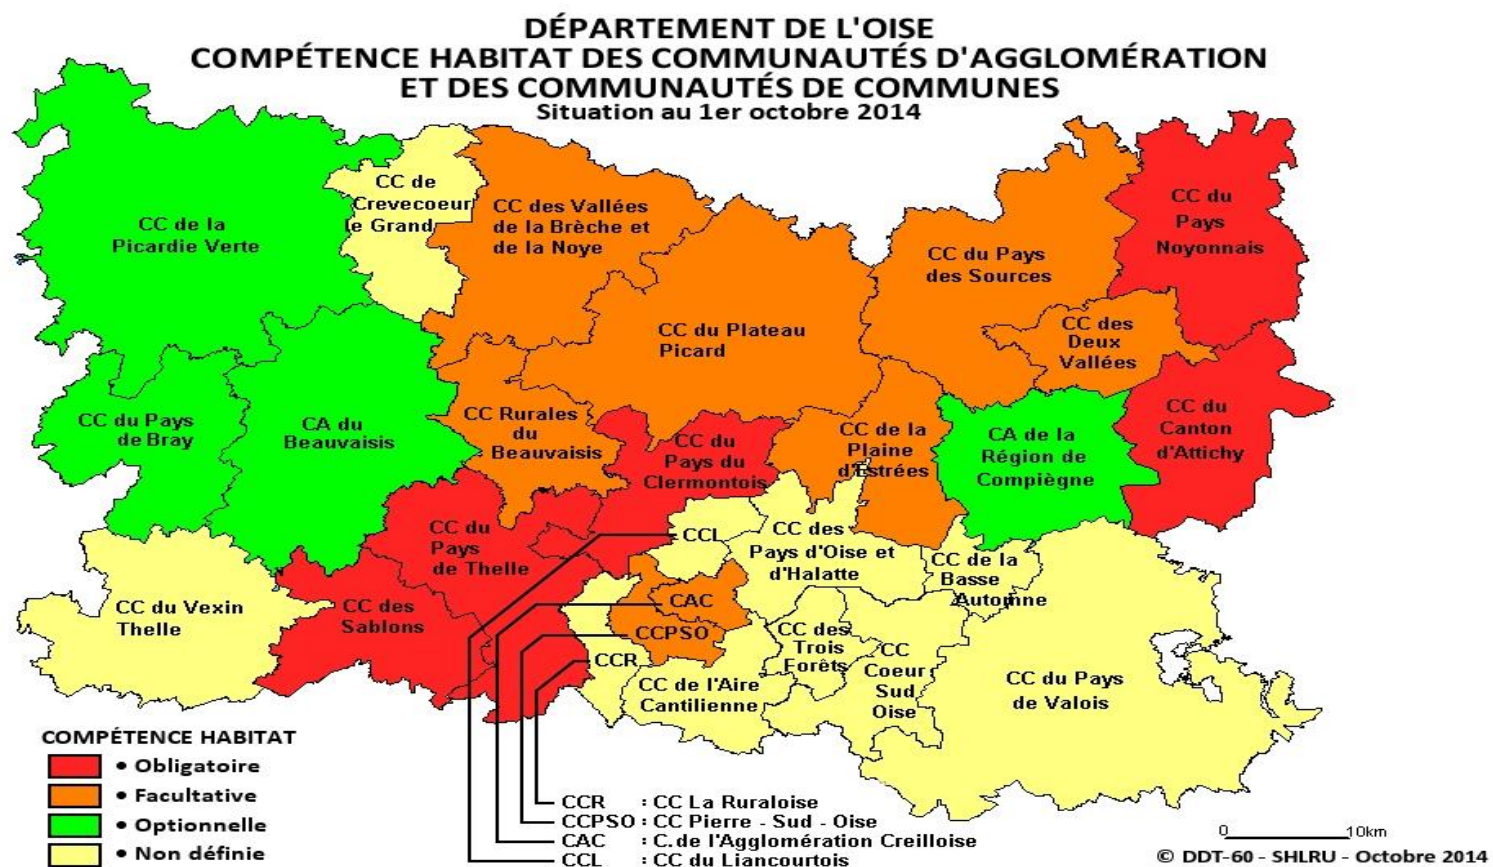 DÉPARTEMENT DE L'OISE
COMPÉTENCE HABITAT DES COMMUNAUTÉS D'AGGLOMÉRATION
ET DES COMMUNAUTÉS DE COMMUNES
Situation au 1er octobre 2014
CC de la
Picardie Verte
CC de
Crevecoeur
le Grand
CC des Vallées
de la Brèche et
de la Noye
CC du Plateau
Picard
CC du Pays
des Sources
CC du
Pays
Noyonnais
CC des
Deux
Vallées
CC du Pays
de Bray
CA du
Beauvaisis
CC Rurales
du
Beauvaisis
CC du
Pays du
Clermontois
CC de la
Plaine
d'Estrées
CA de la
Région de
Compiègne
CC du
Canton
d'Attichy
CC du
Pays
de Thelle
CCL
CC des
Pays d'Oise et
d'Halatte
CC de la
Basse
Automne
CC du Vexin
Thelle
CC des
Sablons
CAC
CCPSO
CCR
CC des
Trois
Forêts
CC
Coeur
Sud
Oise
CC de l'Aire
Cantilienne
CC du Pays
de Valois
COMPÉTENCE HABITAT
• Obligatoire
• Facultative
• Optionnelle
• Non définie
CCR : CC La Ruraloise
CCPSO : CC Pierre - Sud - Oise
CAC : C. de l'Agglomération Creilloise
CCL : CC du Liancourtois
0 10km
© DDT-60 - SHLRU - Octobre 2014